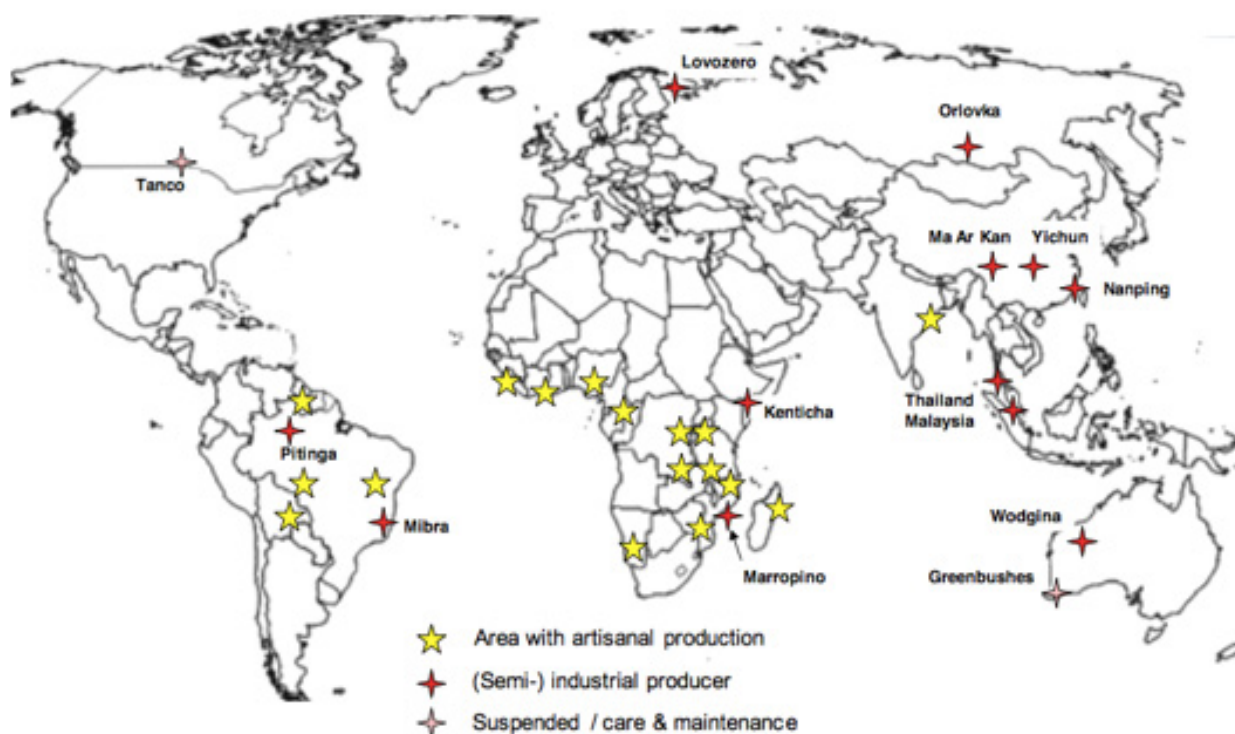 Lovozero
Orlovka
Tanco
Ma Ar Kan
Yichun
Nanping
Kenticha
Thailand
Malaysia
Pitinga
Mibra
Wodgina
Marropino
Greenbushes
Area with artisanal production
(Semi-) industrial producer
Suspended / care & maintenance